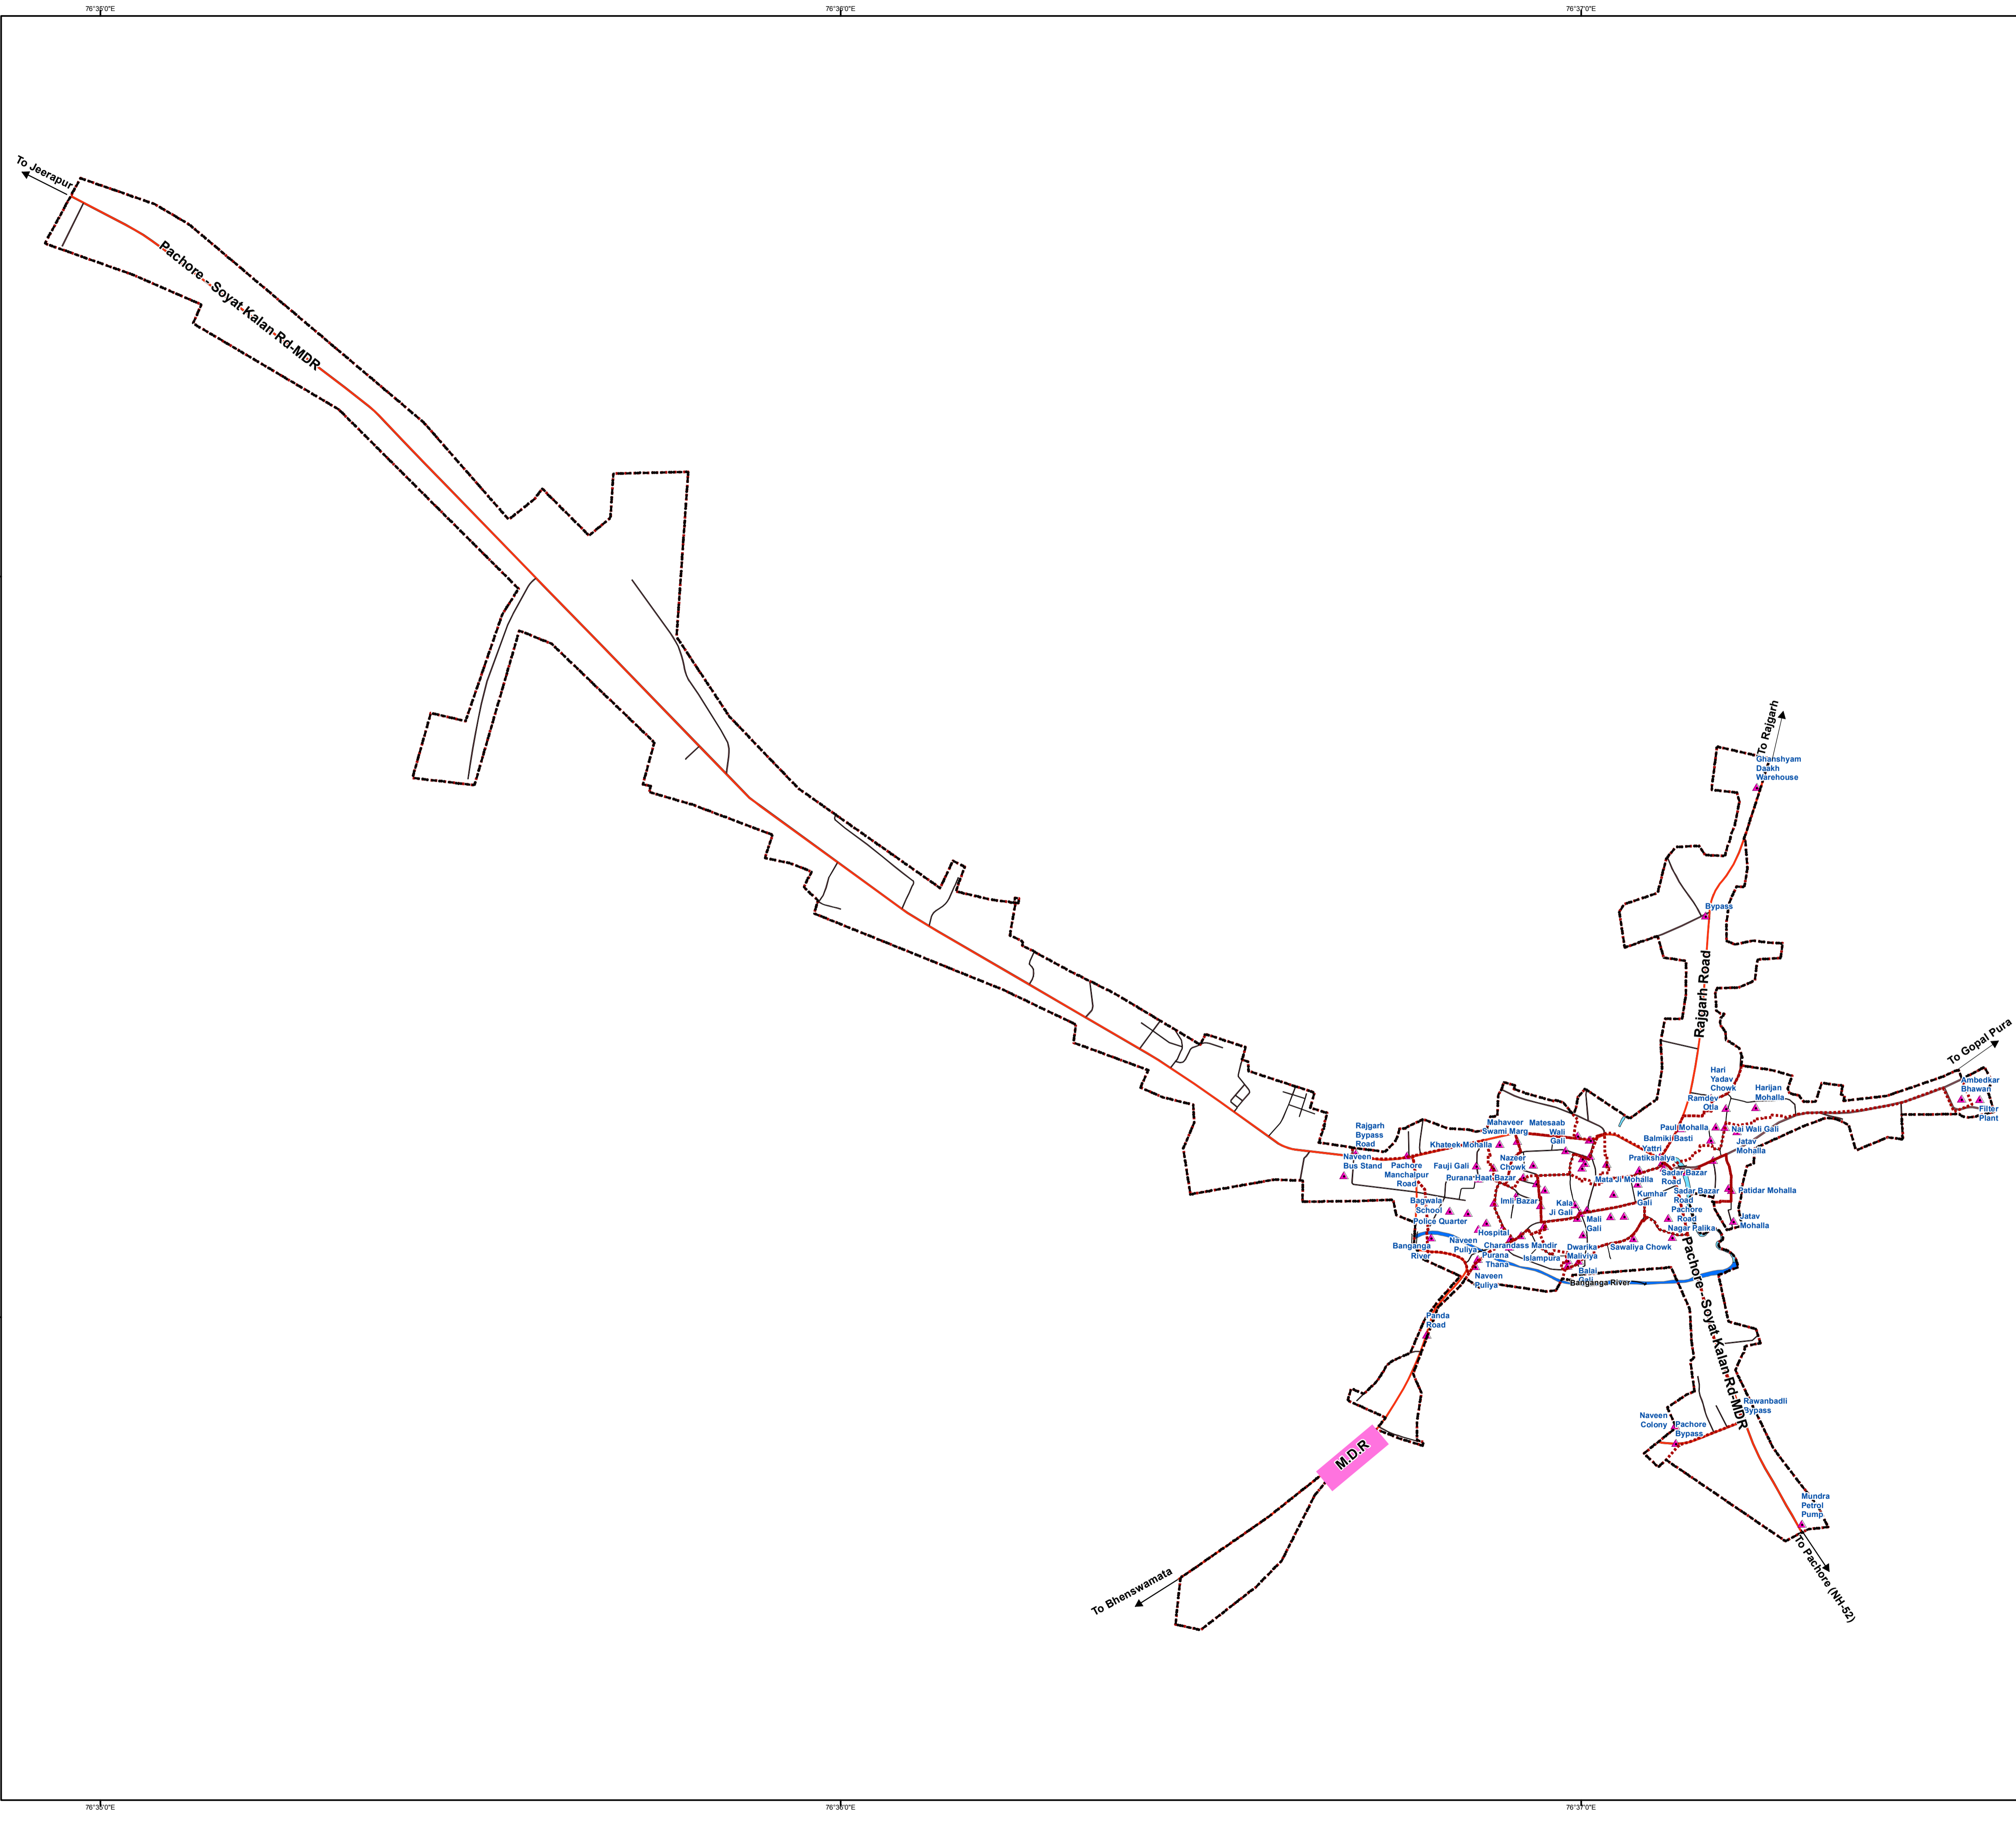 76°35'0"E
76°36'0"E
76°37'0"E
To Jeerapur
Pachore - Soyat-Kalan-Rd-MDR
To Rajgarh
Ghanshyam
Daakh
Warehouse
Bypass
Rajgarh Road
To Gopal Pura
Ambedkar
Bhawan
Filter
Plant
Hari
Yadav
Chowk
Harijan
Mohalla
Ramdev
Otla
Paul Mohalla
Nai Wali Gali
Balmiki Basti
Jatav
Mohalla
Yattri
Pratikshalya
Sadar Bazar
Road
Sadar Bazar
Road
Patidar Mohalla
Pachore
Road
Jatav
Mohalla
Nagar Palika
Rajgarh
Bypass
Road
Naveen
Bus Stand
Mahaveer
Swami Marg
Matesaab
Wali
Gali
Khateek Mohalla
Nazeer
Chowk
Fauji Gali
Pachore
Manchalpur
Road
Purana Haat Bazar
Mata Ji Mohalla
Kumhar
Gali
Bagwala
School
Imli Bazar
Kala
Ji Gali
Police Quarter
Mali
Gali
Hospital
Banganga
River
Naveen
Puliya
Charandass Mandir
Dwarika
Maliviya
Sawaliya Chowk
Purana
Thana
Islampura
Balai
Gali
Naveen
Puliya
Banganga River
Pachore - Soyat-Kalan Rd-MDR
Panda
Road
Rawanbadli
Bypass
Naveen
Colony
Pachore
Bypass
M.D.R
Mundra
Petrol
Pump
To Pachore (NH-52)
To Bhenswamata
76°35'0"E
76°36'0"E
76°37'0"E